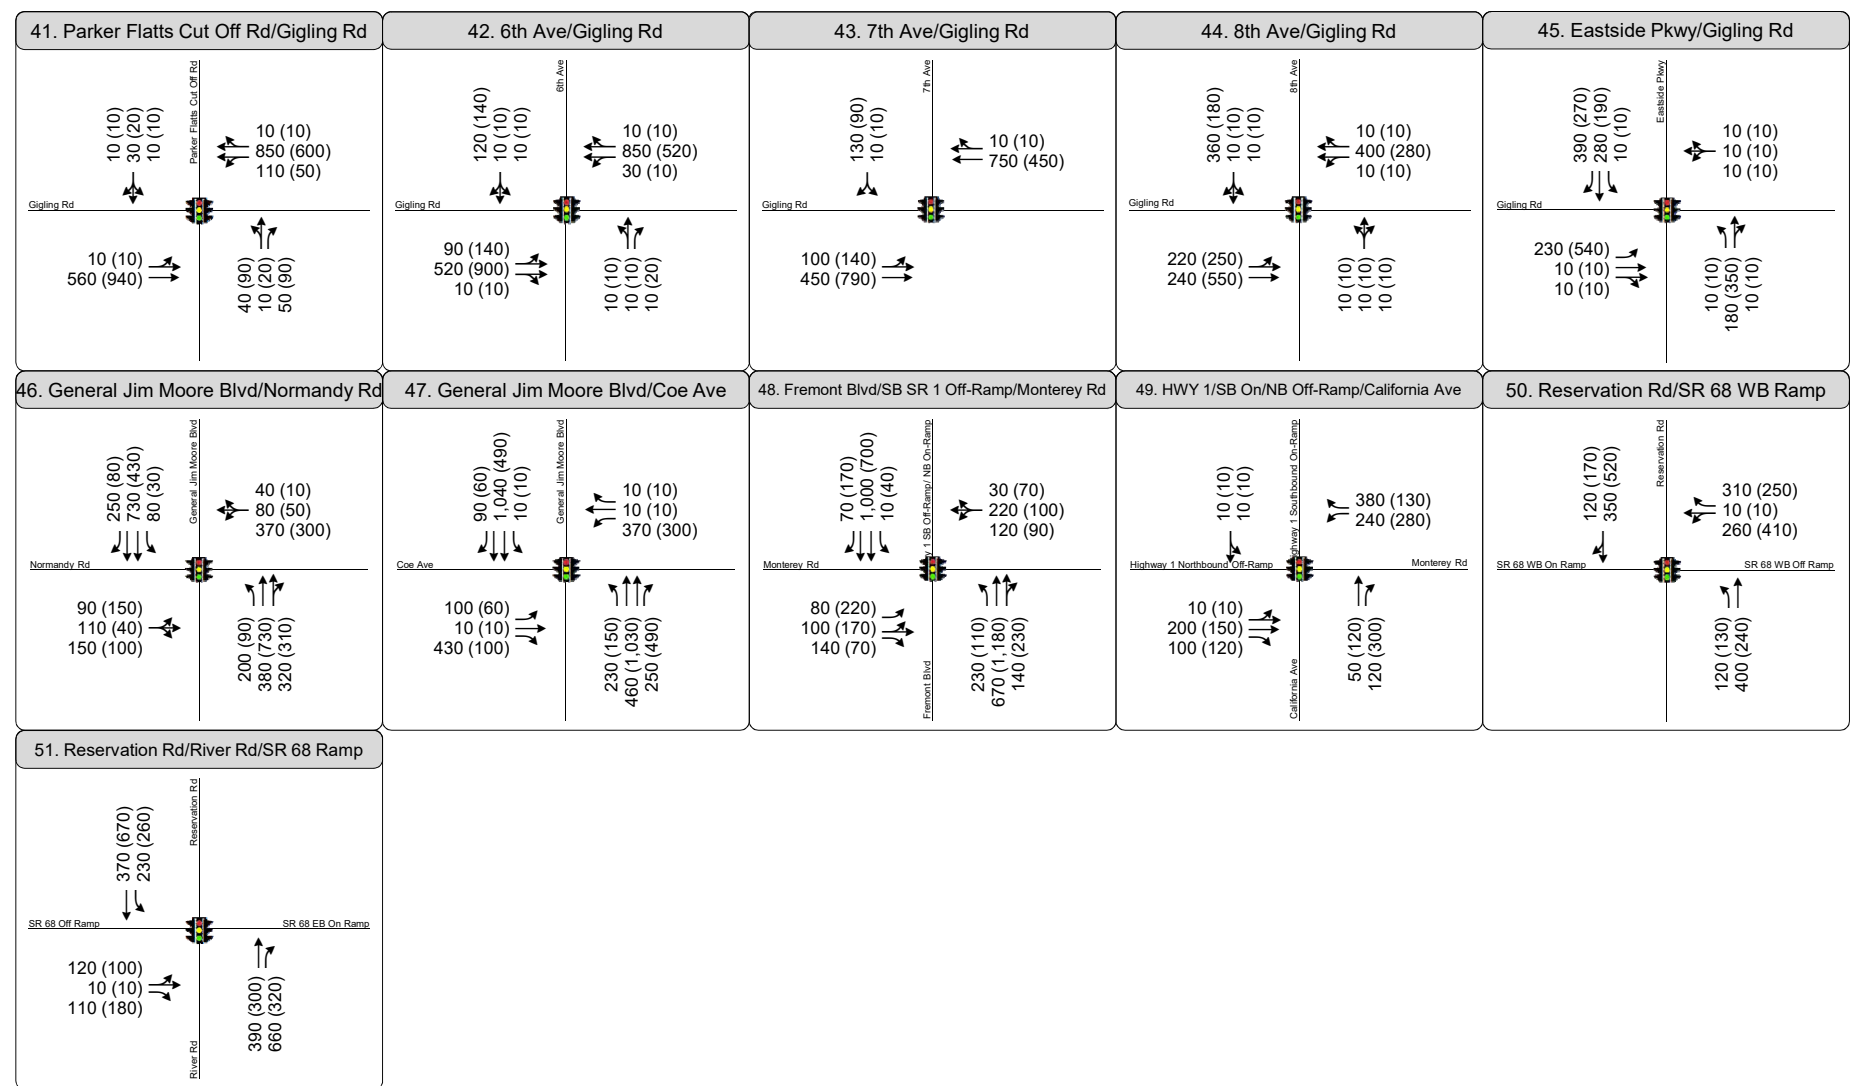 41. Parker Flatts Cut Off Rd/Gigling Rd
10 (10)
30 (20)
10 (10)
Parker Flatts Cut Off Rd
10 (10)
850 (600)
110 (50)
Gigling Rd
10 (10)
560 (940)
40 (90)
10 (20)
50 (90)
42. 6th Ave/Gigling Rd
120 (140)
10 (10)
10 (10)
6th Ave
10 (10)
850 (520)
30 (10)
Gigling Rd
90 (140)
520 (900)
10 (10)
10 (10)
10 (10)
10 (20)
43. 7th Ave/Gigling Rd
130 (90)
10 (10)
7th Ave
10 (10)
750 (450)
Gigling Rd
100 (140)
450 (790)
44. 8th Ave/Gigling Rd
360 (180)
10 (10)
10 (10)
8th Ave
10 (10)
400 (280)
10 (10)
Gigling Rd
220 (250)
240 (550)
10 (10)
10 (10)
10 (10)
45. Eastside Pkwy/Gigling Rd
390 (270)
280 (190)
10 (10)
Eastside Pkwy
10 (10)
10 (10)
10 (10)
Gigling Rd
230 (540)
10 (10)
10 (10)
10 (10)
180 (350)
10 (10)
46. General Jim Moore Blvd/Normandy Rd
250 (80)
730 (430)
80 (30)
General Jim Moore Blvd
40 (10)
80 (50)
370 (300)
Normandy Rd
90 (150)
110 (40)
150 (100)
200 (90)
380 (730)
320 (310)
47. General Jim Moore Blvd/Coe Ave
90 (60)
1,040 (490)
10 (10)
General Jim Moore Blvd
10 (10)
10 (10)
370 (300)
Coe Ave
100 (60)
10 (10)
430 (100)
230 (150)
460 (1,030)
250 (490)
48. Fremont Blvd/SB SR 1 Off-Ramp/Monterey Rd
70 (170)
1,000 (700)
10 (40)
y 1 SB Off-Ramp/ NB On-Ramp
30 (70)
220 (100)
120 (90)
Monterey Rd
80 (220)
100 (170)
140 (70)
Fremont Blvd
230 (110)
670 (1,180)
140 (230)
49. HWY 1/SB On/NB Off-Ramp/California Ave
10 (10)
10 (10)
ghway 1 Southbound On-Ramp
380 (130)
240 (280)
Highway 1 Northbound Off-Ramp
Monterey Rd
10 (10)
200 (150)
100 (120)
California Ave
50 (120)
120 (300)
50. Reservation Rd/SR 68 WB Ramp
120 (170)
350 (520)
Reservation Rd
310 (250)
10 (10)
260 (410)
SR 68 WB On Ramp
SR 68 WB Off Ramp
120 (130)
400 (240)
51. Reservation Rd/River Rd/SR 68 Ramp
370 (670)
230 (260)
Reservation Rd
SR 68 Off Ramp
SR 68 EB On Ramp
120 (100)
10 (10)
110 (180)
River Rd
390 (300)
660 (320)